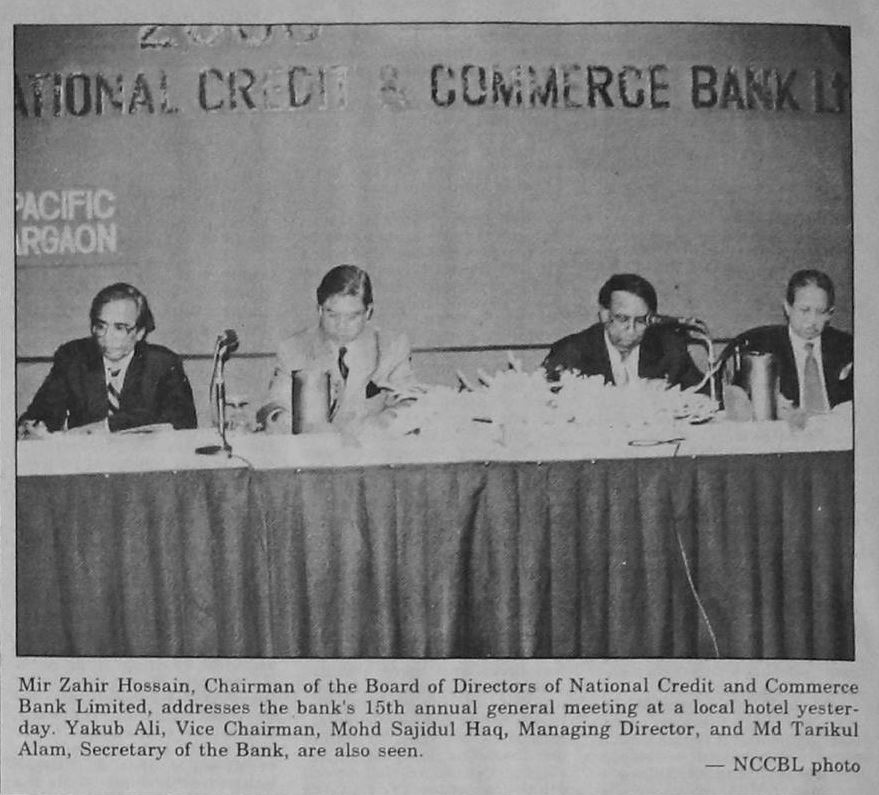 ATIONAL CREDIT & COMMERCE BANK Lt
PACIFIC
ARGAON
Mir Zahir Hossain, Chairman of the Board of Directors of National Credit and Commerce
Bank Limited, addresses the bank's 15th annual general meeting at a local hotel yester-
day. Yakub Ali, Vice Chairman, Mohd Sajidul Haq, Managing Director, and Md Tarikul
Alam, Secretary of the Bank, are also seen.
— NCCBL photo